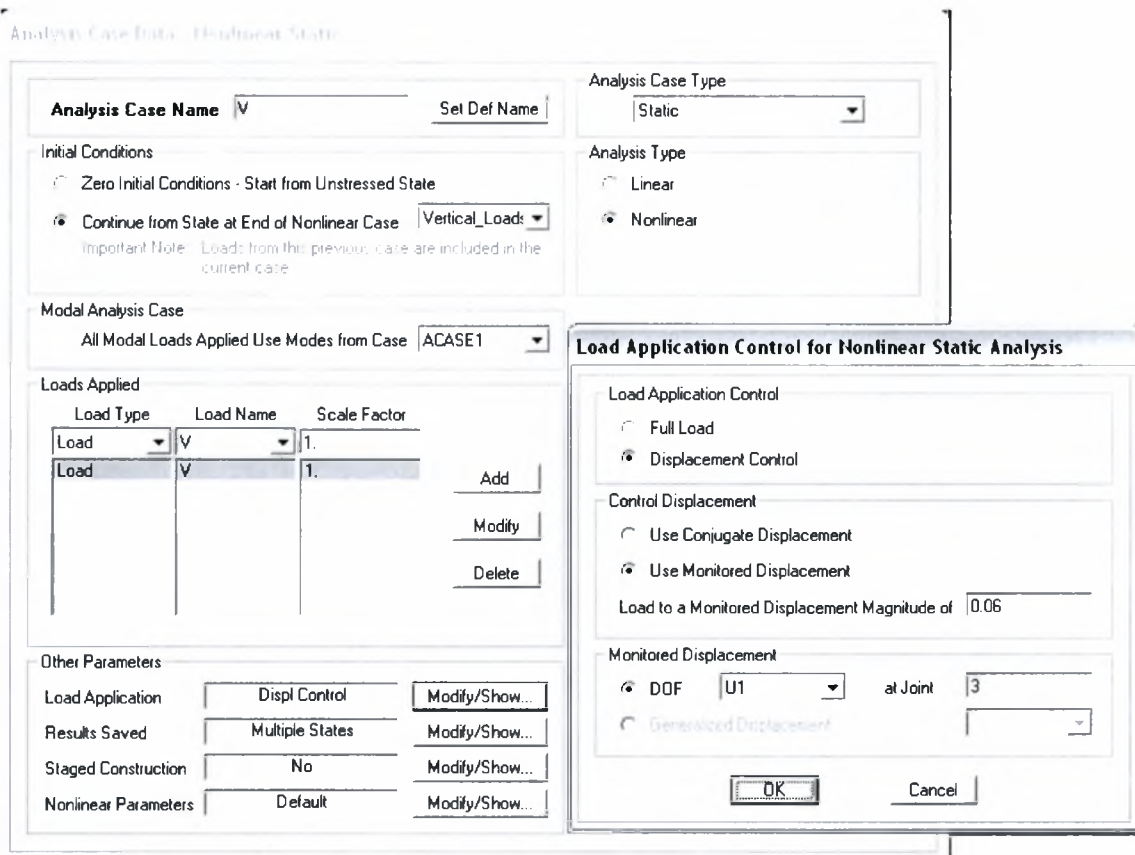 Analysis Case Data - Nonlinear Static
Analysis Case Name V Set Def Name
Analysis Case Type
Static
Initial Conditions
Zero Initial Conditions - Start from Unstressed State
Continue from State at End of Nonlinear Case Vertical_Loads
Important Note: Loads from this previous case are included in the
current case
Analysis Type
Linear
Nonlinear
Modal Analysis Case
All Modal Loads Applied Use Modes from Case ACASE1
Loads Applied
Load Type Load Name Scale Factor
Load V 1.
Load V 1.
Add
Modify
Delete
Other Parameters
Load Application Displ Control Modify/Show...
Results Saved Multiple States Modify/Show...
Staged Construction No Modify/Show...
Nonlinear Parameters Default Modify/Show...
Load Application Control for Nonlinear Static Analysis
Load Application Control
Full Load
Displacement Control
Control Displacement
Use Conjugate Displacement
Use Monitored Displacement
Load to a Monitored Displacement Magnitude of 0.06
Monitored Displacement
DOF U1 at Joint 3
Generalized Displacement
OK Cancel